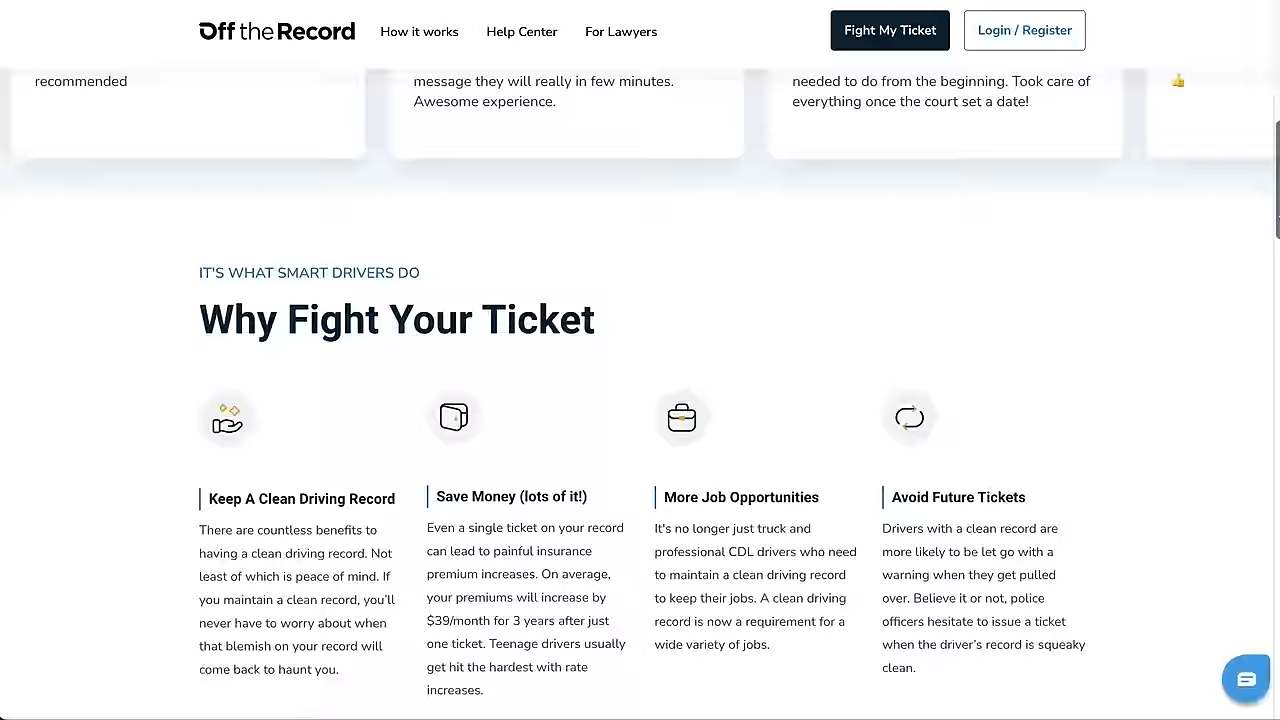 Off the Record
How it works
Help Center
For Lawyers
Fight My Ticket
Login / Register
recommended
message they will really in few minutes.
Awesome experience.
needed to do from the beginning. Took care of
everything once the court set a date!
👍
IT'S WHAT SMART DRIVERS DO
Why Fight Your Ticket
Keep A Clean Driving Record
There are countless benefits to
having a clean driving record. Not
least of which is peace of mind. If
you maintain a clean record, you'll
never have to worry about when
that blemish on your record will
come back to haunt you.
Save Money (lots of it!)
Even a single ticket on your record
can lead to painful insurance
premium increases. On average,
your premiums will increase by
$39/month for 3 years after just
one ticket. Teenage drivers usually
get hit the hardest with rate
increases.
More Job Opportunities
It's no longer just truck and
professional CDL drivers who need
to maintain a clean driving record
to keep their jobs. A clean driving
record is now a requirement for a
wide variety of jobs.
Avoid Future Tickets
Drivers with a clean record are
more likely to be let go with a
warning when they get pulled
over. Believe it or not, police
officers hesitate to issue a ticket
when the driver's record is squeaky
clean.